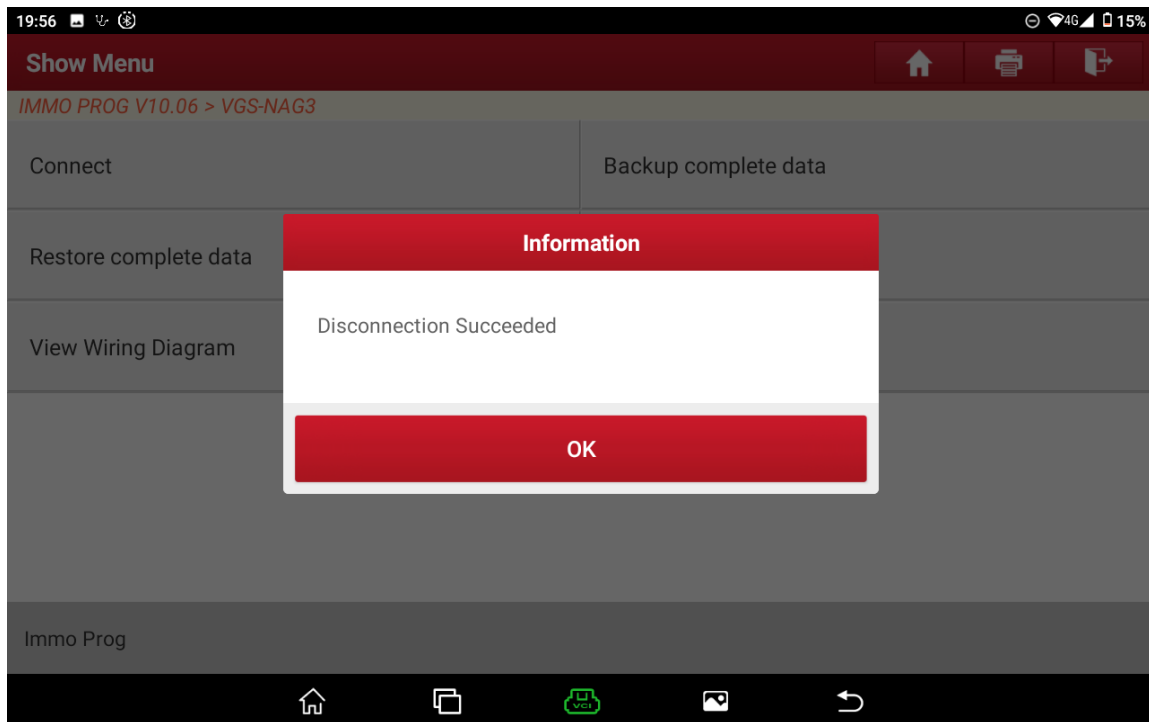 19:56 4G 15%
Show Menu
IMMO PROG V10.06 > VGS-NAG3
Connect
Backup complete data
Restore complete data
Information
Disconnection Succeeded
View Wiring Diagram
OK
Immo Prog
VCI